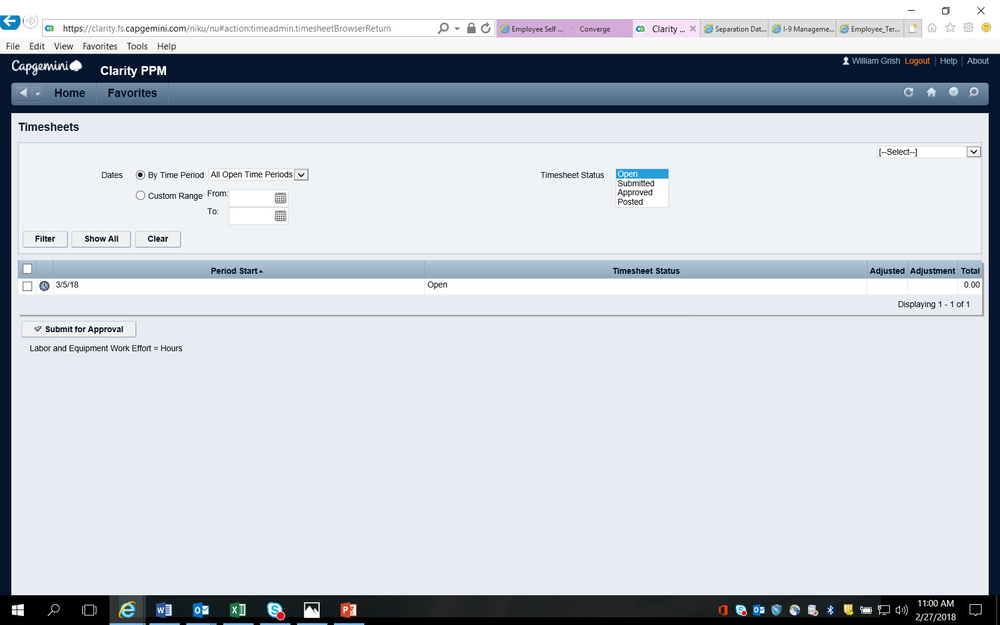 https://clarity.fs.capgemini.com/niku/nu#action:timeadmin.timesheetBrowserReturn
Employee Self ...
Converge
Clarity ...
Separation Dat...
I-9 Manageme...
Employee_Ter...
File Edit View Favorites Tools Help
Capgemini
Clarity PPM
William Grish Logout Help About
Home Favorites
Timesheets
[--Select--]
Dates By Time Period All Open Time Periods
Custom Range From:
To:
Timesheet Status
Open
Submitted
Approved
Posted
Filter Show All Clear
Period Start Timesheet Status Adjusted Adjustment Total
3/5/18 Open 0.00
Displaying 1 - 1 of 1
Submit for Approval
Labor and Equipment Work Effort = Hours
11:00 AM
2/27/2018